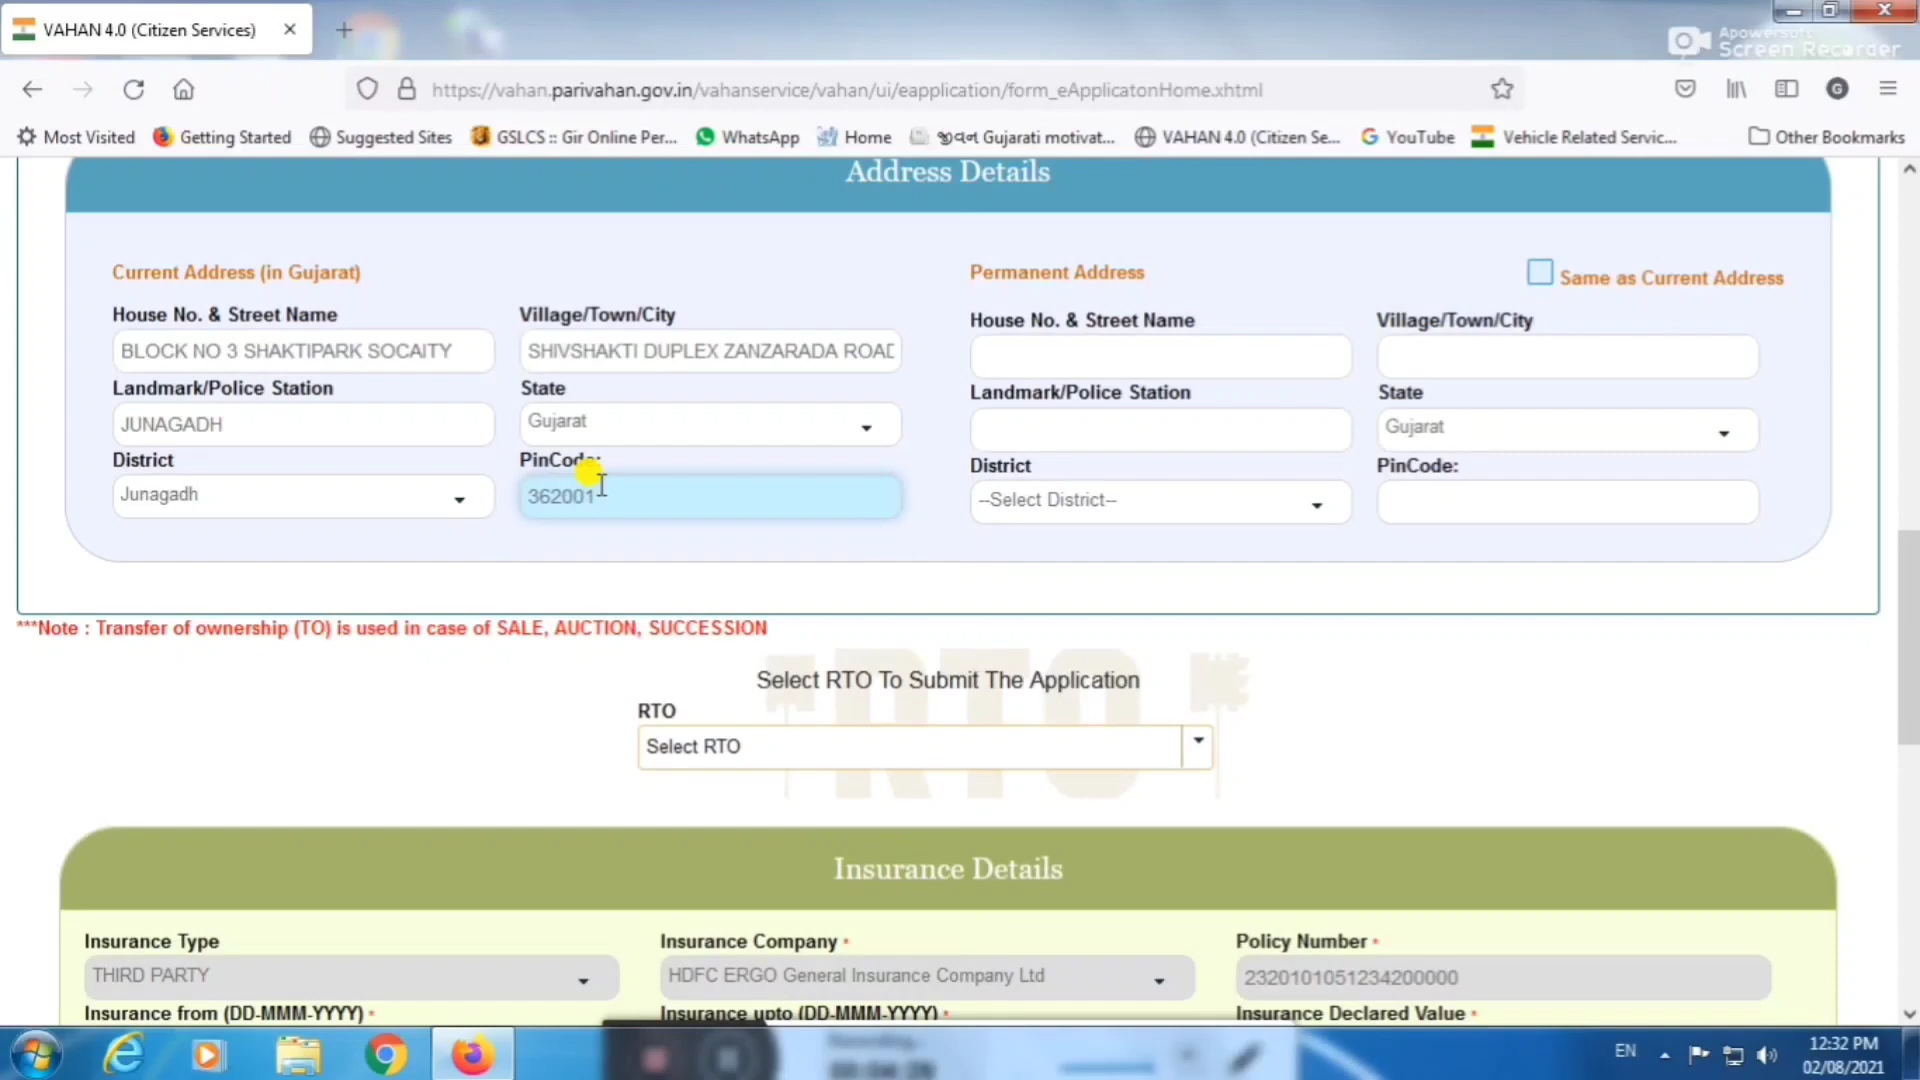 VAHAN 4.0 (Citizen Services)
Apowersoft
Screen Recorder
https://vahan.parivahan.gov.in/vahanservice/vahan/ui/eapplication/form_eApplicatonHome.xhtml
Most Visited Getting Started Suggested Sites GSLCS :: Gir Online Per... WhatsApp Home જીવન Gujarati motivat... VAHAN 4.0 (Citizen Se... YouTube Vehicle Related Servic... Other Bookmarks
Address Details
Current Address (in Gujarat) Permanent Address Same as Current Address
House No. & Street Name Village/Town/City House No. & Street Name Village/Town/City
BLOCK NO 3 SHAKTIPARK SOCAITY SHIVSHAKTI DUPLEX ZANZARADA ROAD
Landmark/Police Station State Landmark/Police Station State
JUNAGADH Gujarat Gujarat
District PinCode: District PinCode:
Junagadh 362001 --Select District--
***Note : Transfer of ownership (TO) is used in case of SALE, AUCTION, SUCCESSION
Select RTO To Submit The Application
RTO
RTO
Select RTO
Insurance Details
Insurance Type Insurance Company * Policy Number *
THIRD PARTY HDFC ERGO General Insurance Company Ltd 2320101051234200000
Insurance from (DD-MMM-YYYY) * Insurance upto (DD-MMM-YYYY) * Insurance Declared Value *
EN 12:32 PM
02/08/2021